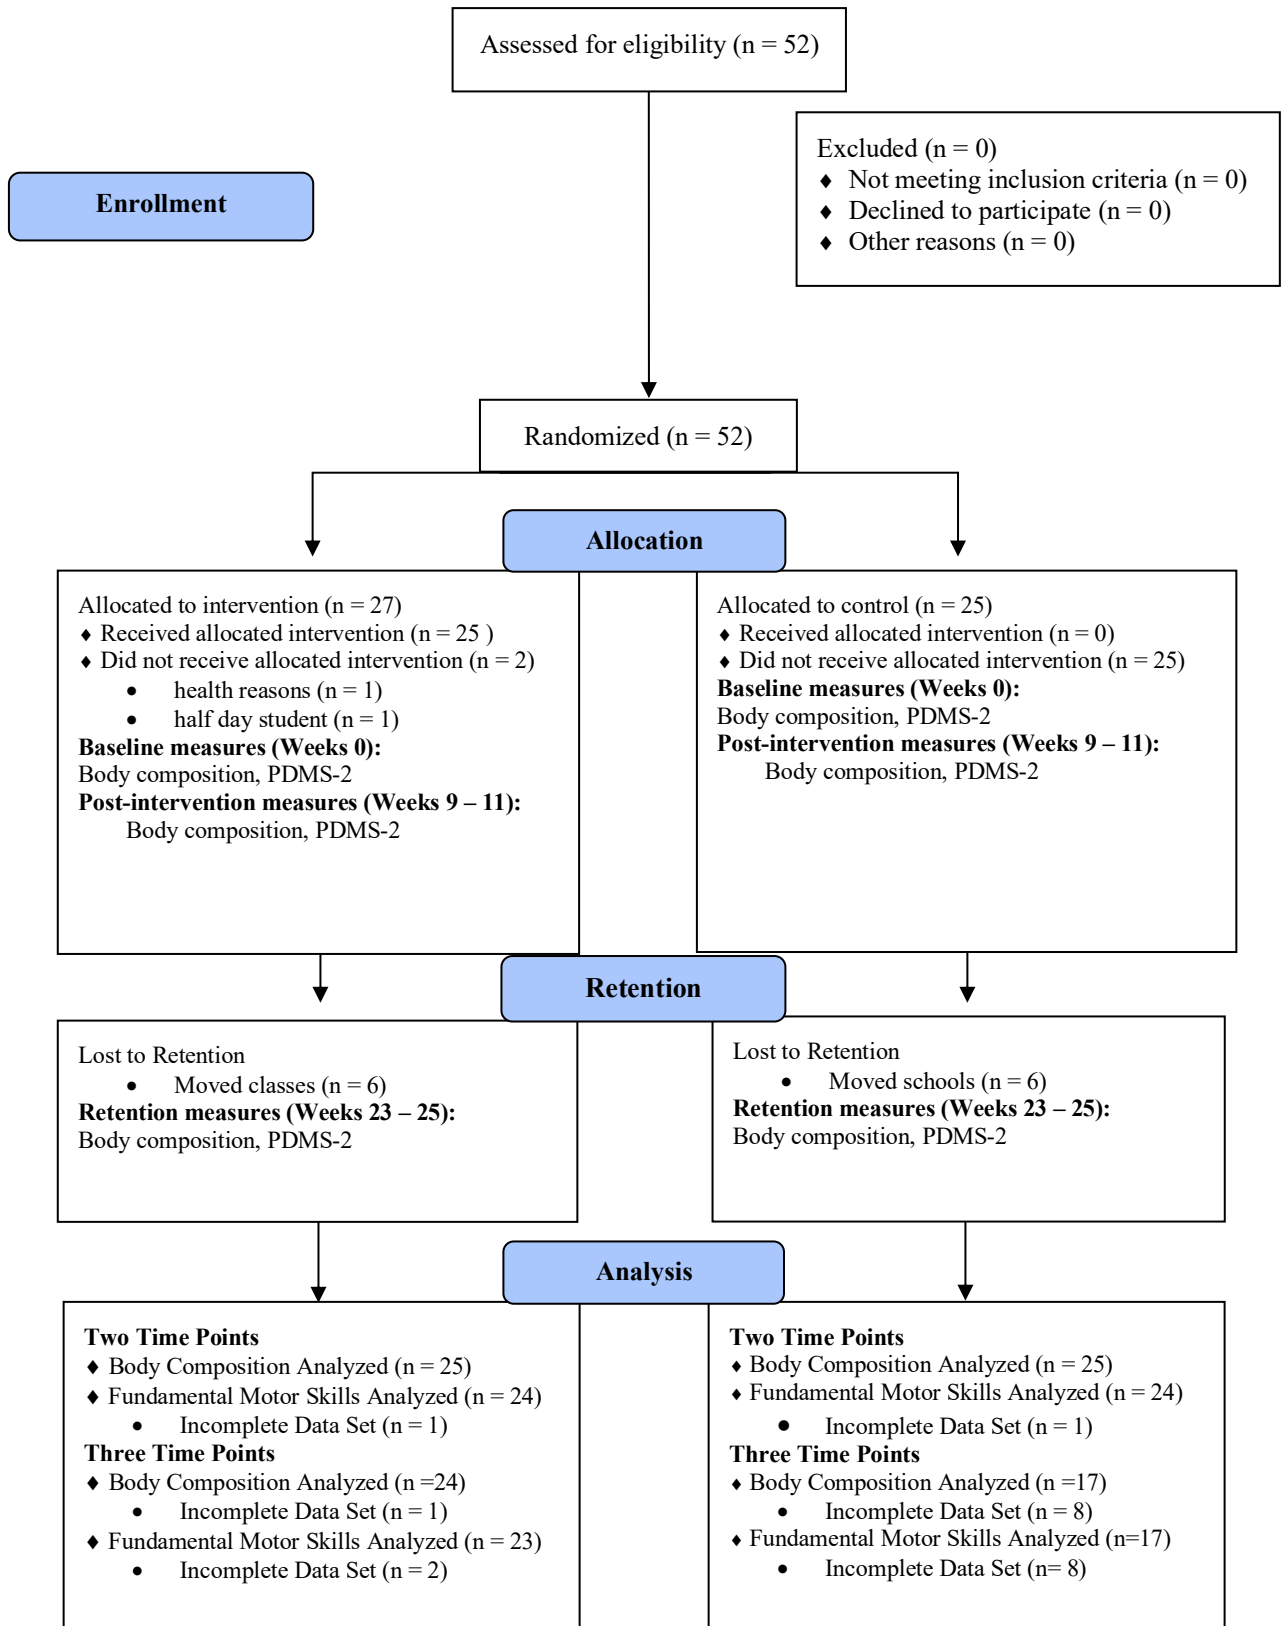 Assessed for eligibility (n = 52)
Excluded (n = 0)
♦ Not meeting inclusion criteria (n = 0)
♦ Declined to participate (n = 0)
♦ Other reasons (n = 0)
Enrollment
Randomized (n = 52)
Allocation
Allocated to intervention (n = 27)
♦ Received allocated intervention (n = 25 )
♦ Did not receive allocated intervention (n = 2)
• health reasons (n = 1)
• half day student (n = 1)
Baseline measures (Weeks 0):
Body composition, PDMS-2
Post-intervention measures (Weeks 9 – 11):
Body composition, PDMS-2
Allocated to control (n = 25)
♦ Received allocated intervention (n = 0)
♦ Did not receive allocated intervention (n = 25)
Baseline measures (Weeks 0):
Body composition, PDMS-2
Post-intervention measures (Weeks 9 – 11):
Body composition, PDMS-2
Retention
Lost to Retention
• Moved classes (n = 6)
Retention measures (Weeks 23 – 25):
Body composition, PDMS-2
Lost to Retention
• Moved schools (n = 6)
Retention measures (Weeks 23 – 25):
Body composition, PDMS-2
Analysis
Two Time Points
♦ Body Composition Analyzed (n = 25)
♦ Fundamental Motor Skills Analyzed (n = 24)
• Incomplete Data Set (n = 1)
Three Time Points
♦ Body Composition Analyzed (n =24)
• Incomplete Data Set (n = 1)
♦ Fundamental Motor Skills Analyzed (n = 23)
• Incomplete Data Set (n = 2)
Two Time Points
♦ Body Composition Analyzed (n = 25)
♦ Fundamental Motor Skills Analyzed (n = 24)
• Incomplete Data Set (n = 1)
Three Time Points
♦ Body Composition Analyzed (n =17)
• Incomplete Data Set (n = 8)
♦ Fundamental Motor Skills Analyzed (n=17)
• Incomplete Data Set (n= 8)